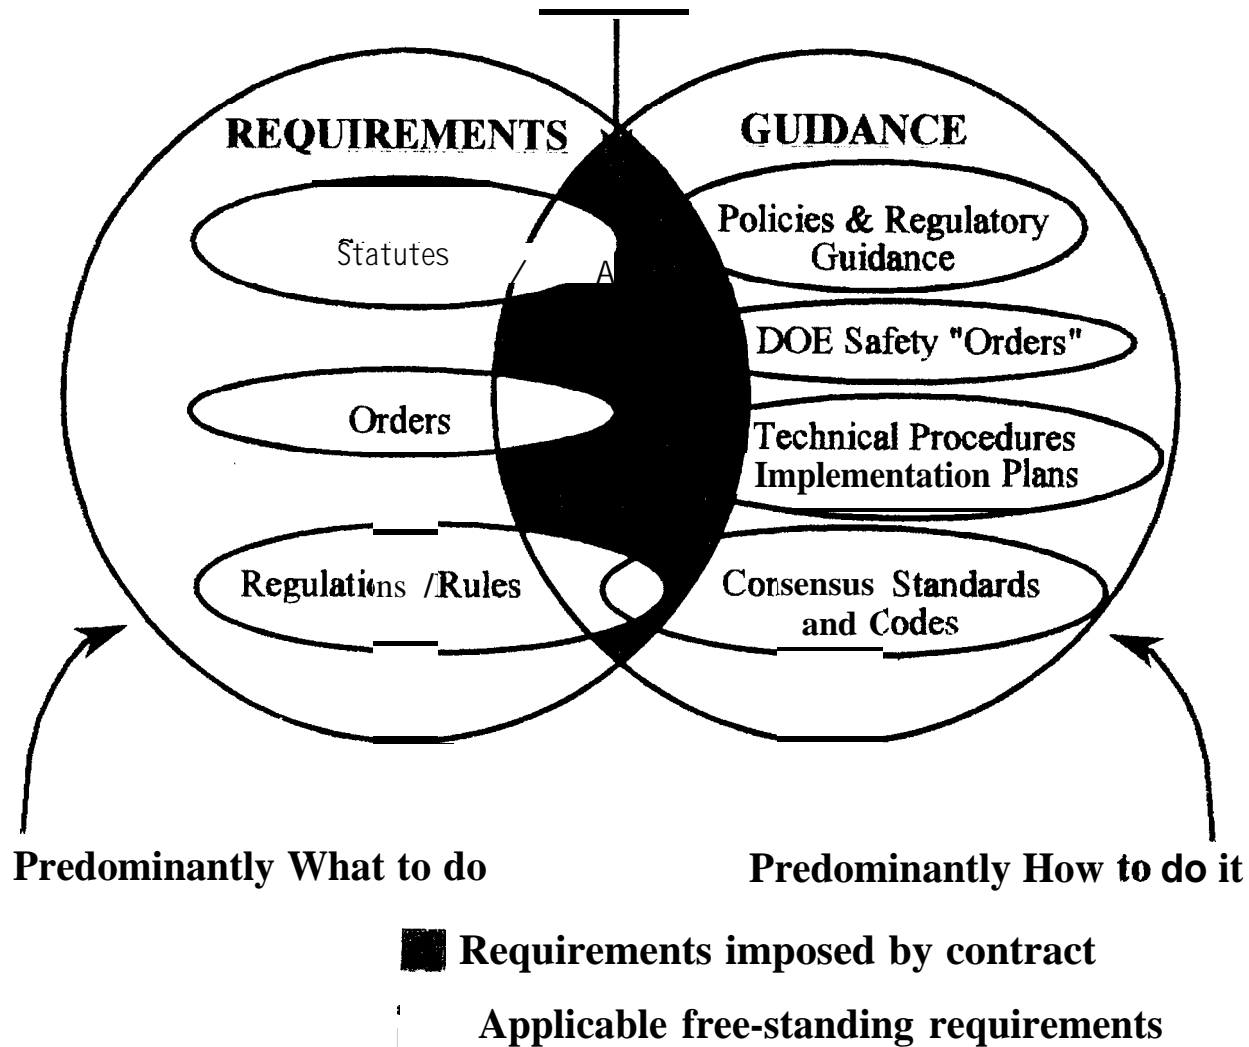 REQUIREMENTS
GUIDANCE
Statutes
A
Policies & Regulatory
Guidance
DOE Safety "Orders"
Orders
Technical Procedures
Implementation Plans
Regulations / Rules
Consensus Standards
and Codes
Predominantly What to do
Predominantly How to do it
Requirements imposed by contract
Applicable free-standing requirements